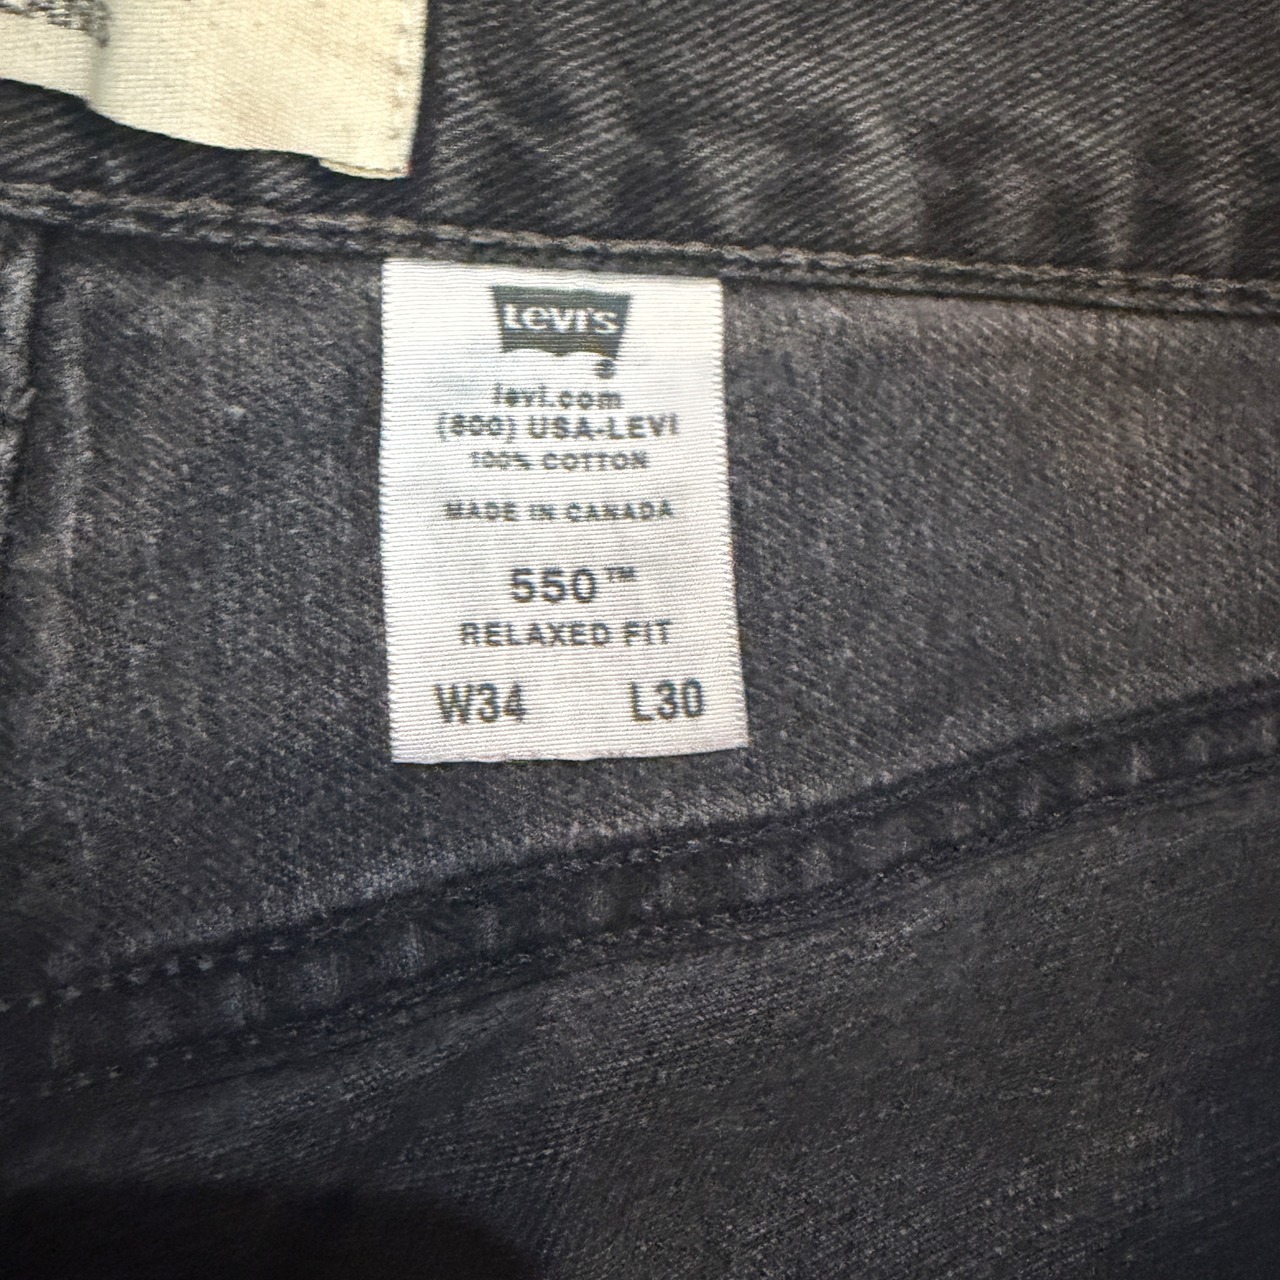 Levi's
levi.com
(800) USA-LEVI
100% COTTON
MADE IN CANADA
550™
RELAXED FIT
W34 L30